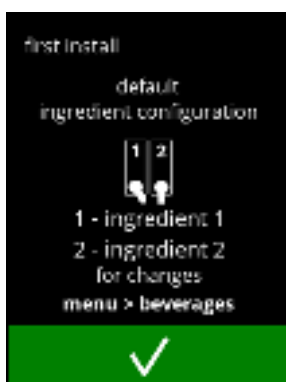 first install
default
ingredient configuration
1 2
1 - ingredient 1
2 - ingredient 2
for changes
menu > beverages